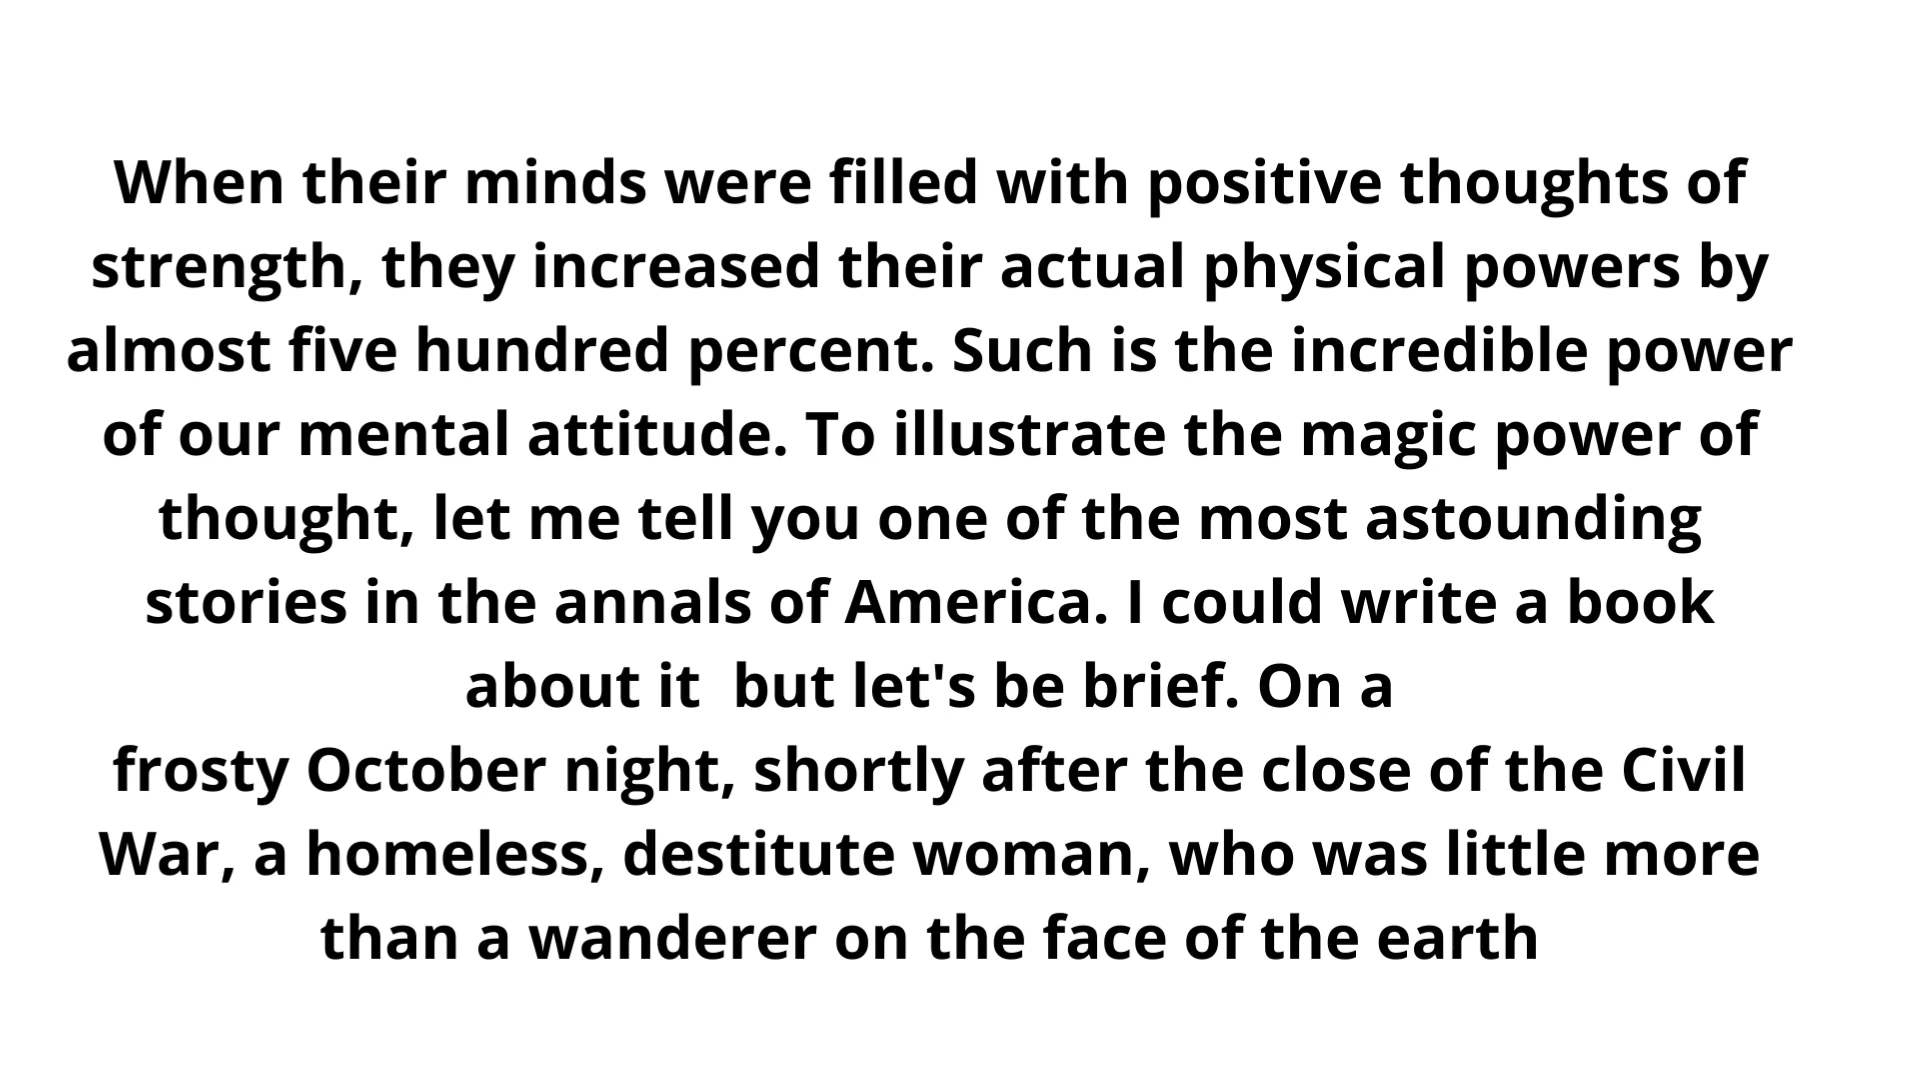 When their minds were filled with positive thoughts of
strength, they increased their actual physical powers by
almost five hundred percent. Such is the incredible power
of our mental attitude. To illustrate the magic power of
thought, let me tell you one of the most astounding
stories in the annals of America. I could write a book
about it  but let's be brief. On a
frosty October night, shortly after the close of the Civil
War, a homeless, destitute woman, who was little more
than a wanderer on the face of the earth